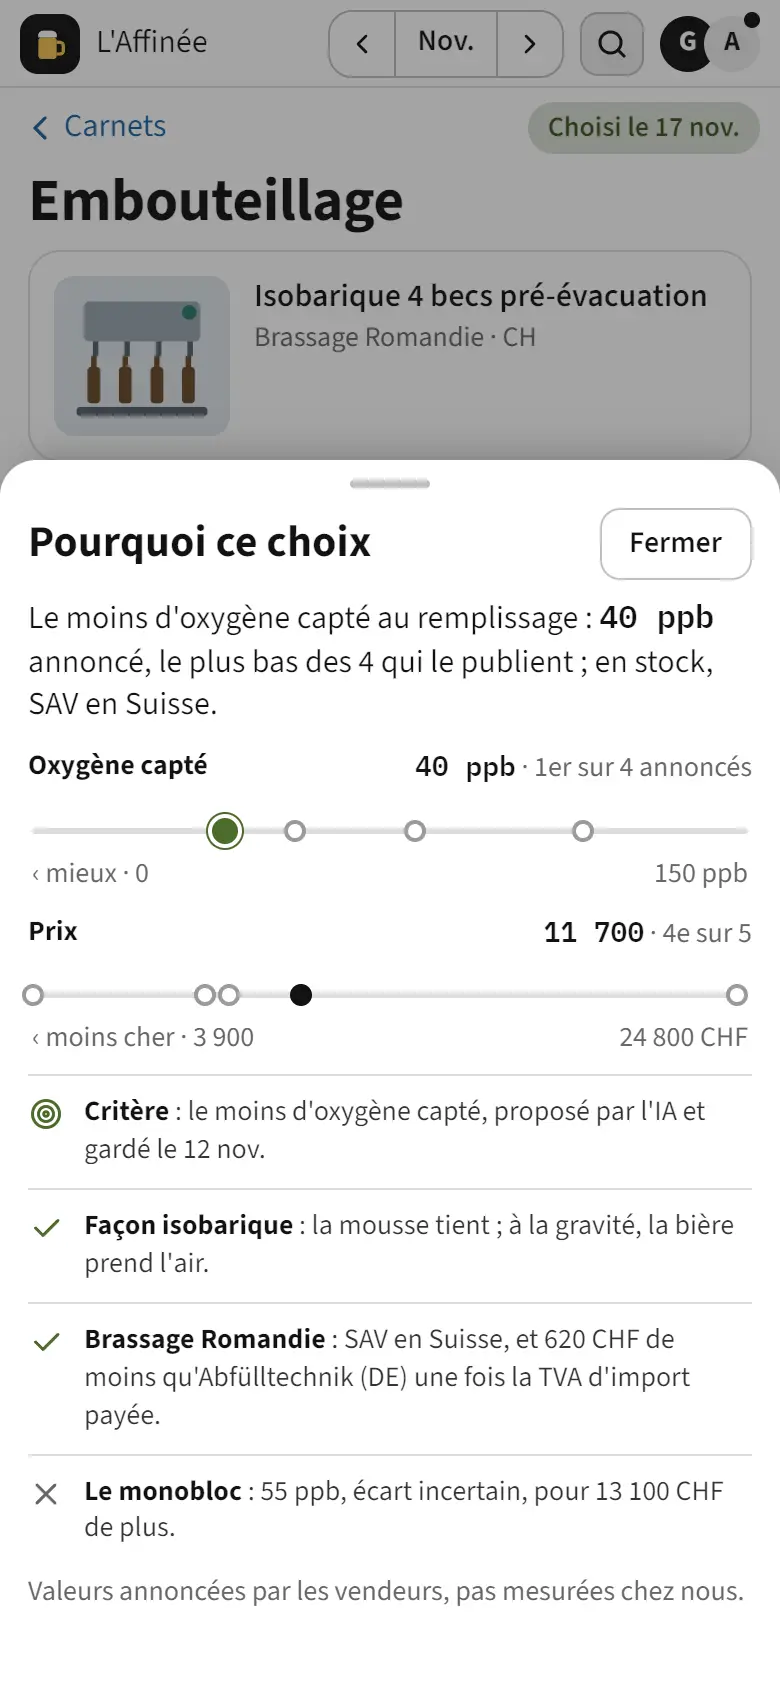 L'Affinée
Nov.
G
A
Carnets
Choisi le 17 nov.
Embouteillage
Isobarique 4 becs pré-évacuation
Brassage Romandie · CH
Pourquoi ce choix
Fermer
Le moins d'oxygène capté au remplissage : 40 ppb
annoncé, le plus bas des 4 qui le publient ; en stock,
SAV en Suisse.
Oxygène capté
40 ppb · 1er sur 4 annoncés
‹ mieux · 0
150 ppb
Prix
11 700 · 4e sur 5
‹ moins cher · 3 900
24 800 CHF
Critère : le moins d'oxygène capté, proposé par l'IA et
gardé le 12 nov.
Façon isobarique : la mousse tient ; à la gravité, la bière
prend l'air.
Brassage Romandie : SAV en Suisse, et 620 CHF de
moins qu'Abfülltechnik (DE) une fois la TVA d'import
payée.
Le monobloc : 55 ppb, écart incertain, pour 13 100 CHF
de plus.
Valeurs annoncées par les vendeurs, pas mesurées chez nous.